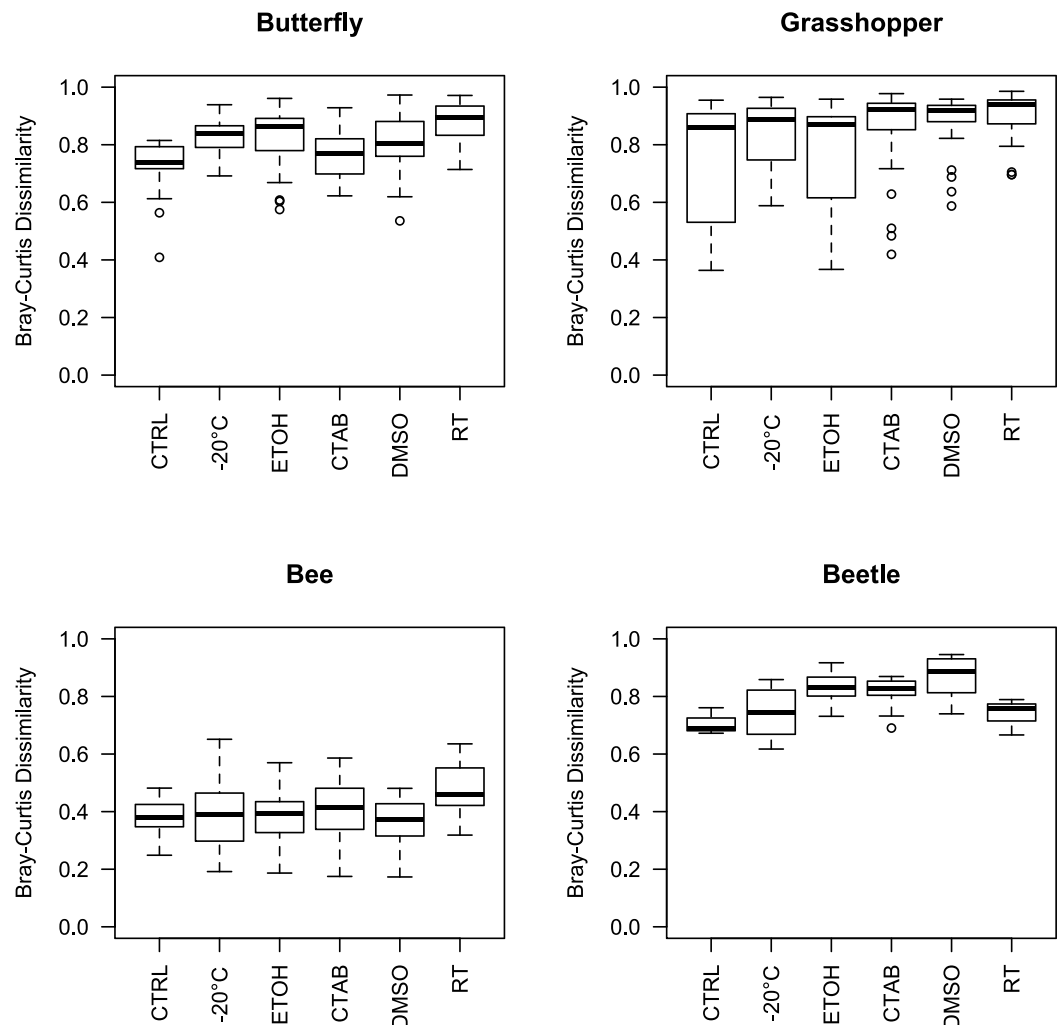 Butterfly
Bray-Curtis Dissimilarity
1.0
0.8
0.6
0.4
0.2
0.0
CTRL
-20°C
ETOH
CTAB
DMSO
RT
Grasshopper
Bray-Curtis Dissimilarity
1.0
0.8
0.6
0.4
0.2
0.0
CTRL
-20°C
ETOH
CTAB
DMSO
RT
Bee
Bray-Curtis Dissimilarity
1.0
0.8
0.6
0.4
0.2
0.0
CTRL
-20°C
ETOH
CTAB
DMSO
RT
Beetle
Bray-Curtis Dissimilarity
1.0
0.8
0.6
0.4
0.2
0.0
CTRL
-20°C
ETOH
CTAB
DMSO
RT